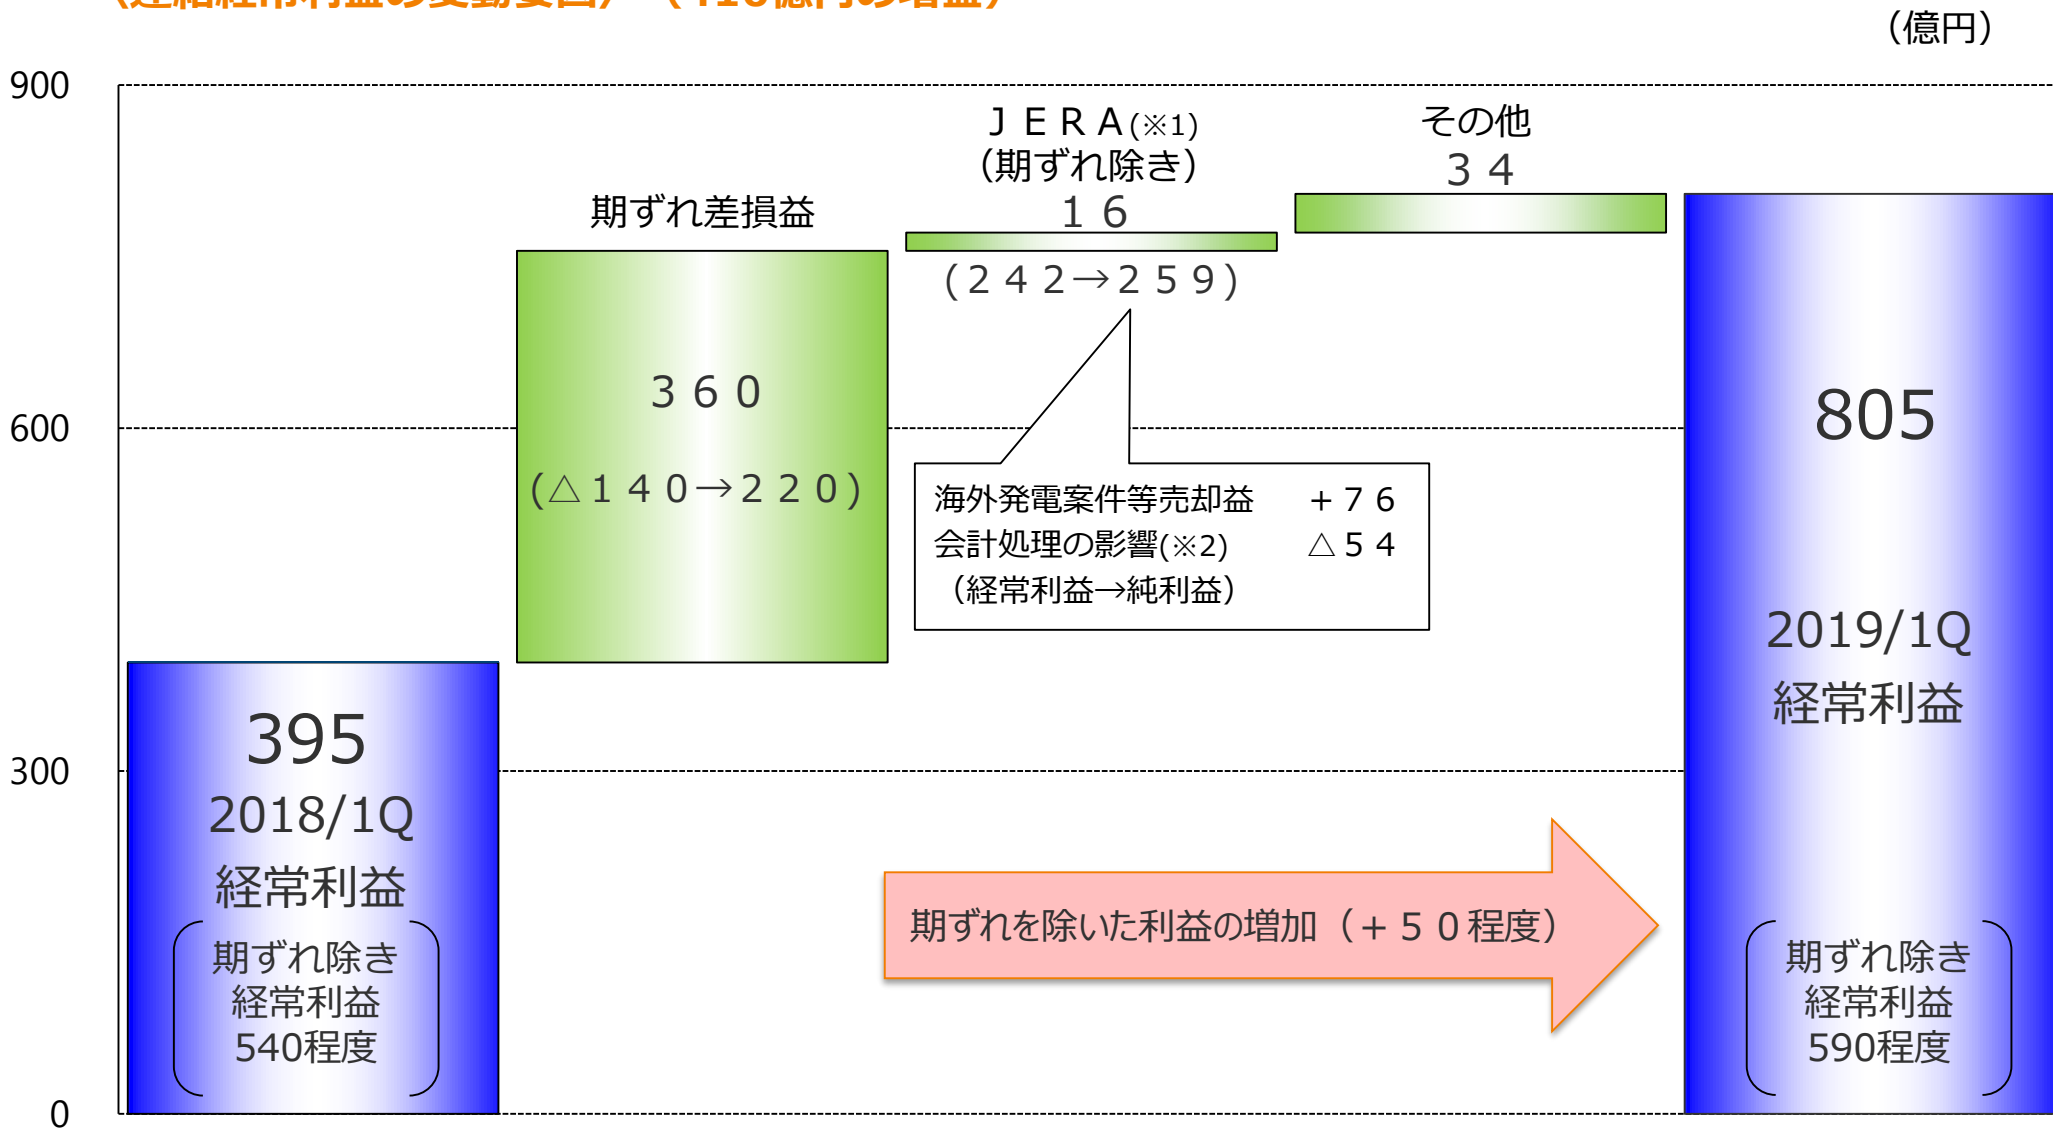 （億円）
900
600
300
0
ＪＥＲＡ(※1)
（期ずれ除き）
１６
(２４２→２５９)
その他
３４
期ずれ差損益
３６０
(△１４０→２２０)
海外発電案件等売却益 ＋７６
会計処理の影響(※2) △５４
（経常利益→純利益）
395
2018/1Q
経常利益
期ずれ除き
経常利益
540程度
期ずれを除いた利益の増加（＋５０程度）
805
2019/1Q
経常利益
期ずれ除き
経常利益
590程度